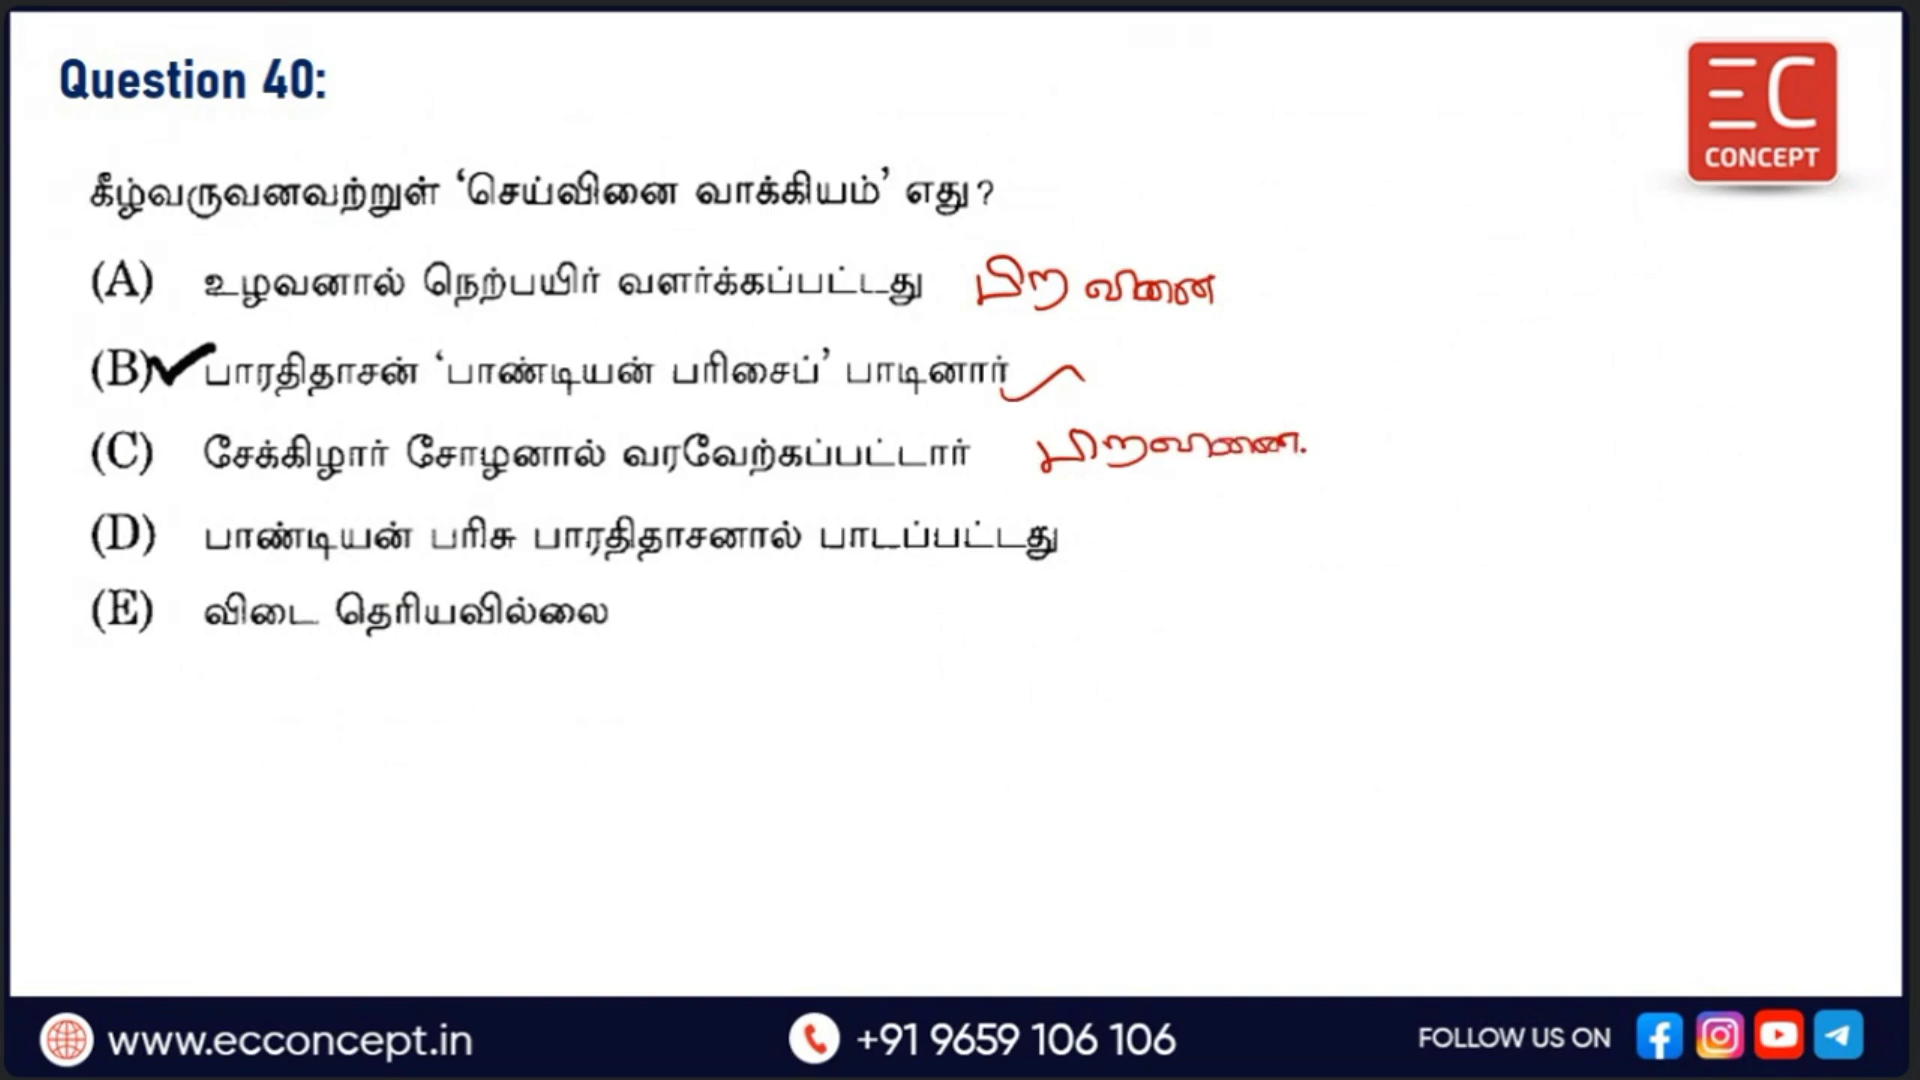 Question 40:
EC
CONCEPT
கீழ்வருவனவற்றுள் ‘செய்வினை வாக்கியம்’ எது?
(A) உழவனால் நெற்பயிர் வளர்க்கப்பட்டது பிற வினை
(B) பாரதிதாசன் ‘பாண்டியன் பரிசைப்’ பாடினார்
(C) சேக்கிழார் சோழனால் வரவேற்கப்பட்டார் பிறவினை.
(D) பாண்டியன் பரிசு பாரதிதாசனால் பாடப்பட்டது
(E) விடை தெரியவில்லை
www.ecconcept.in +91 9659 106 106 FOLLOW US ON